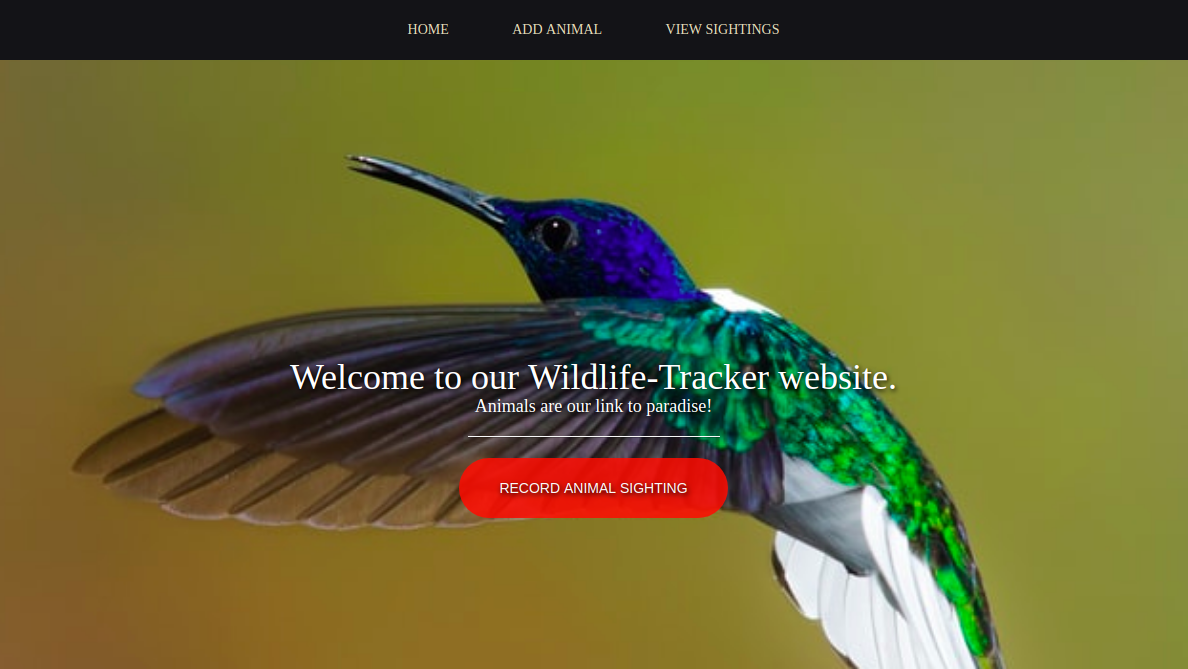 HOME ADD ANIMAL VIEW SIGHTINGS
Welcome to our Wildlife-Tracker website.
Animals are our link to paradise!
RECORD ANIMAL SIGHTING